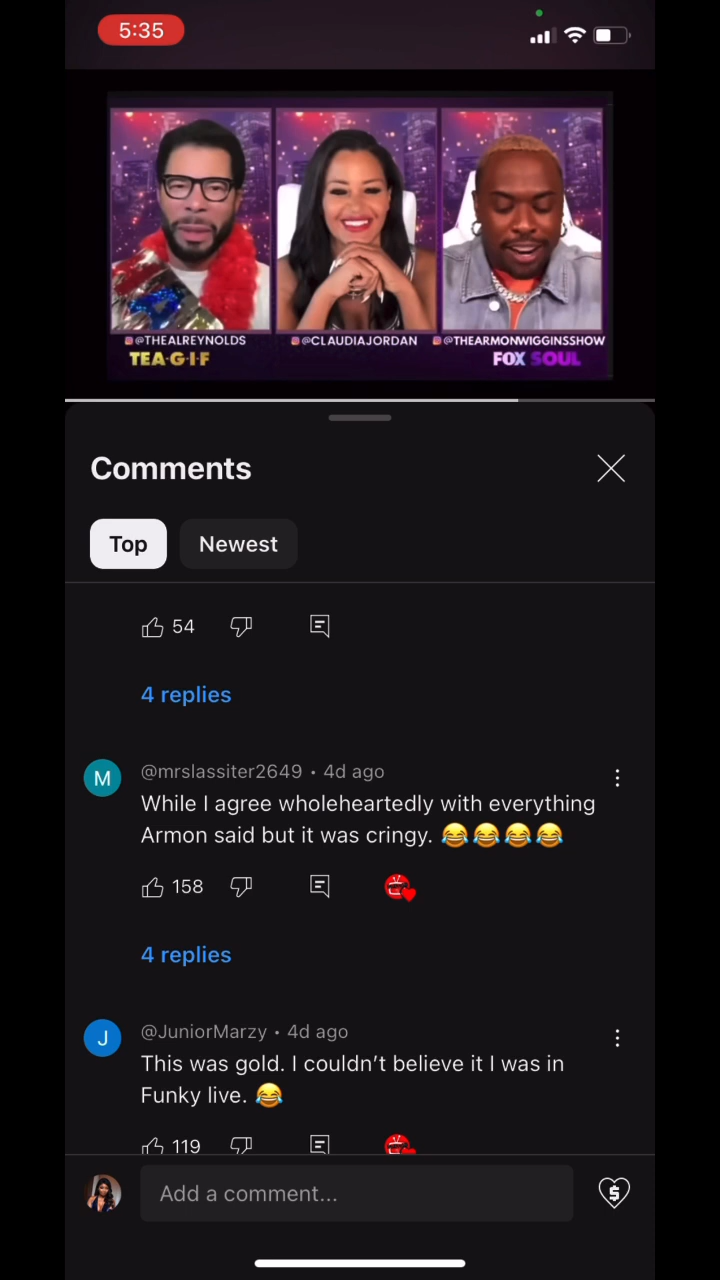 5:35
@THEALREYNOLDS
@CLAUDIAJORDAN
@THEARMONWIGGINSSHOW
TEA-G-I-F
FOX SOUL
Comments
Top
Newest
54
4 replies
M
@mrslassiter2649 • 4d ago
While I agree wholeheartedly with everything
Armon said but it was cringy. 😂😂😂😂
158
4 replies
J
@JuniorMarzy • 4d ago
This was gold. I couldn’t believe it I was in
Funky live. 😂
119
Add a comment...
$